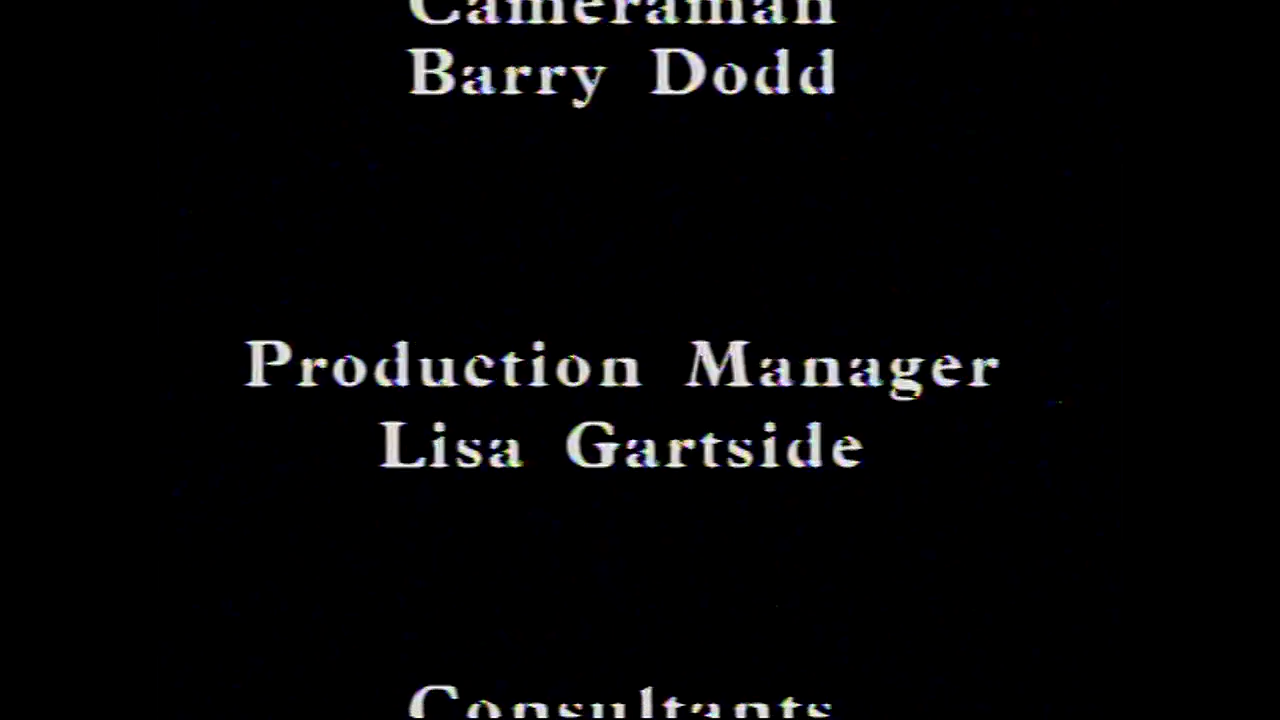 Cameraman
Barry Dodd
Production Manager
Lisa Gartside
Consultants